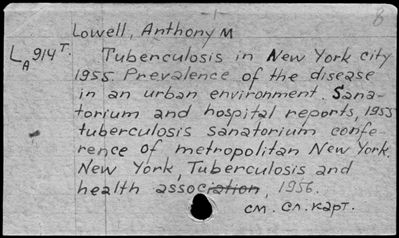 -1-
Lowell, Anthony M
LA 914T. Tuberculosis in New York city
1955. Prevalence of the disease
in an urban environment. Sana-
torium and hospital reports, 1955
tuberculosis sanatorium confe-
rence of metropolitan New York.
New York, Tuberculosis and
health association, 1956.
см. сл. карт.